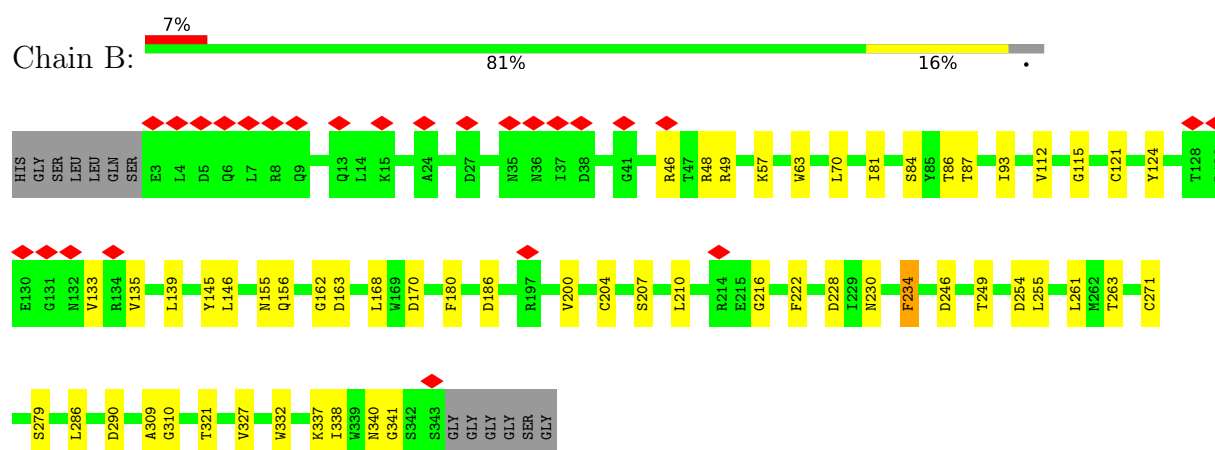 7%
Chain B:
81% 16% •
HIS GLY SER LEU LEU GLN SER E3 L4 D5 Q6 L7 R8 Q9 Q13 L14 K15 A24 D27 N35 N36 I37 D38 G41 R46 T47 R48 R49 K57 W63 L70 I81 S84 Y85 T86 T87 I93 V112 G115 C121 Y124 T128
E130 G131 N132 V133 R134 V135 L139 Y145 L146 N155 Q156 G162 D163 L168 W169 D170 F180 D186 R197 V200 C204 S207 L210 R214 E215 G216 F222 D228 I229 N230 F234 D246 T249 D254 L255 L261 M262 T263 C271
S279 L286 D290 A309 G310 T321 V327 W332 K337 I338 W339 N340 G341 S342 S343 GLY GLY GLY GLY SER GLY